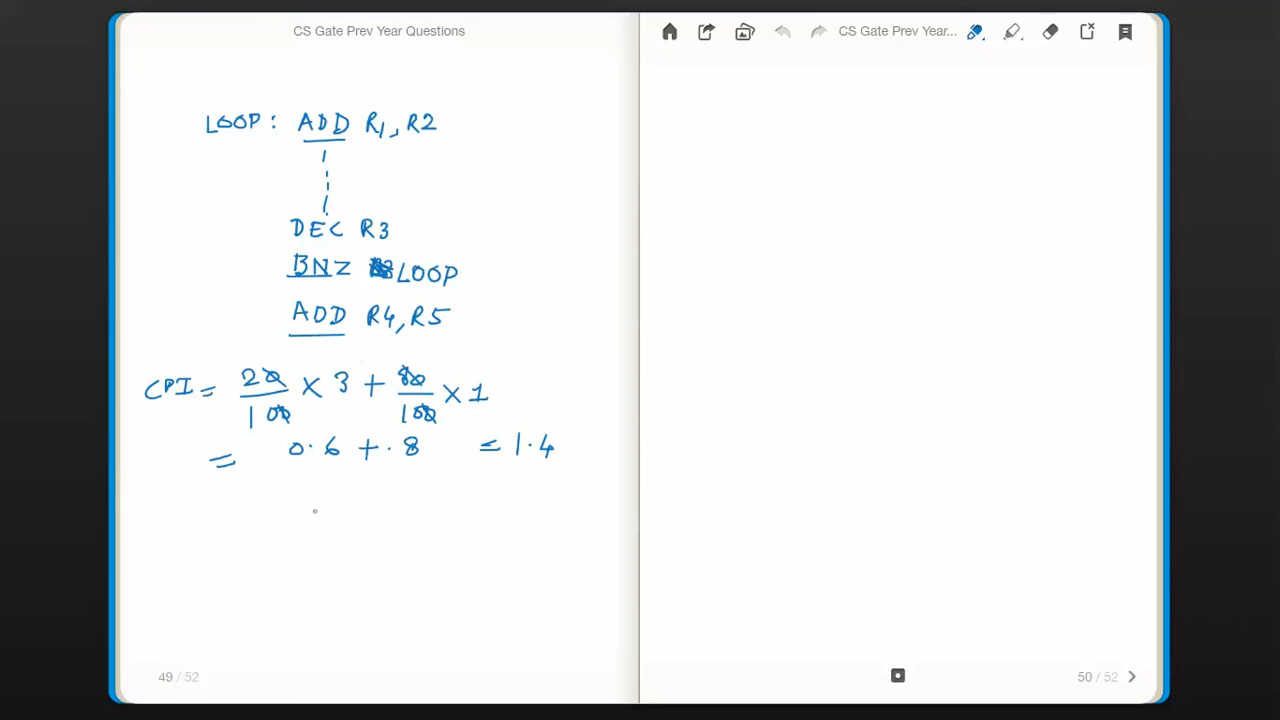 CS Gate Prev Year Questions
LOOP: ADD R1, R2
DEC R3
BNZ LOOP
ADD R4, R5
CPI = 20/100 × 3 + 80/100 × 1
= 0.6 + .8 = 1.4
49 / 52
CS Gate Prev Year...
50 / 52